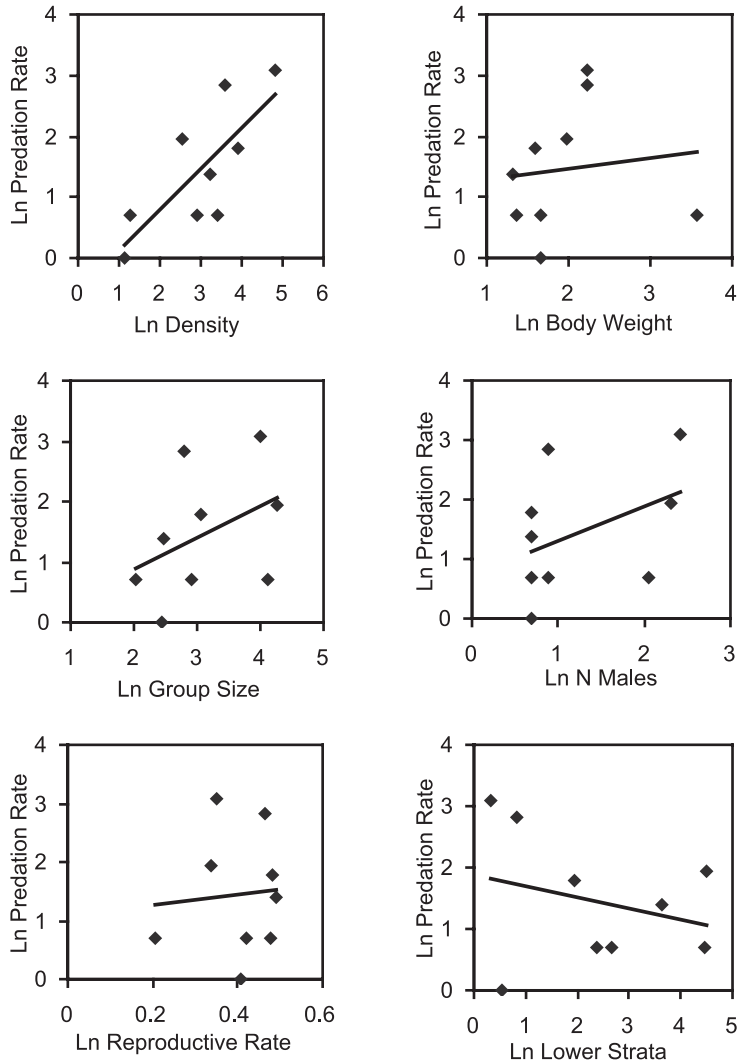 4
3
2
1
0
Ln Predation Rate
0 1 2 3 4 5 6
Ln Density
4
3
2
1
0
Ln Predation Rate
1 2 3 4
Ln Body Weight
4
3
2
1
0
Ln Predation Rate
1 2 3 4 5
Ln Group Size
4
3
2
1
0
Ln Predation Rate
0 1 2 3
Ln N Males
4
3
2
1
0
Ln Predation Rate
0 0.2 0.4 0.6
Ln Reproductive Rate
4
3
2
1
0
Ln Predation Rate
0 1 2 3 4 5
Ln Lower Strata